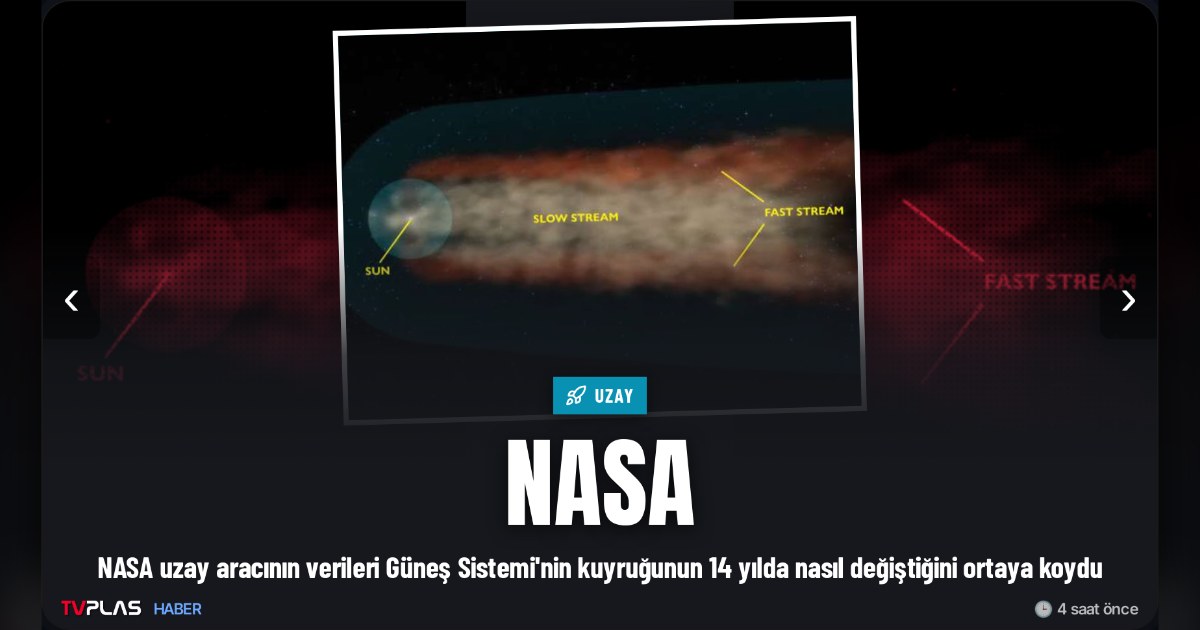 SLOW STREAM
FAST STREAM
SUN
FAST STREAM
SUN
‹
›
UZAY
NASA
NASA uzay aracının verileri Güneş Sistemi'nin kuyruğunun 14 yılda nasıl değiştiğini ortaya koydu
TVPLAS HABER
4 saat önce